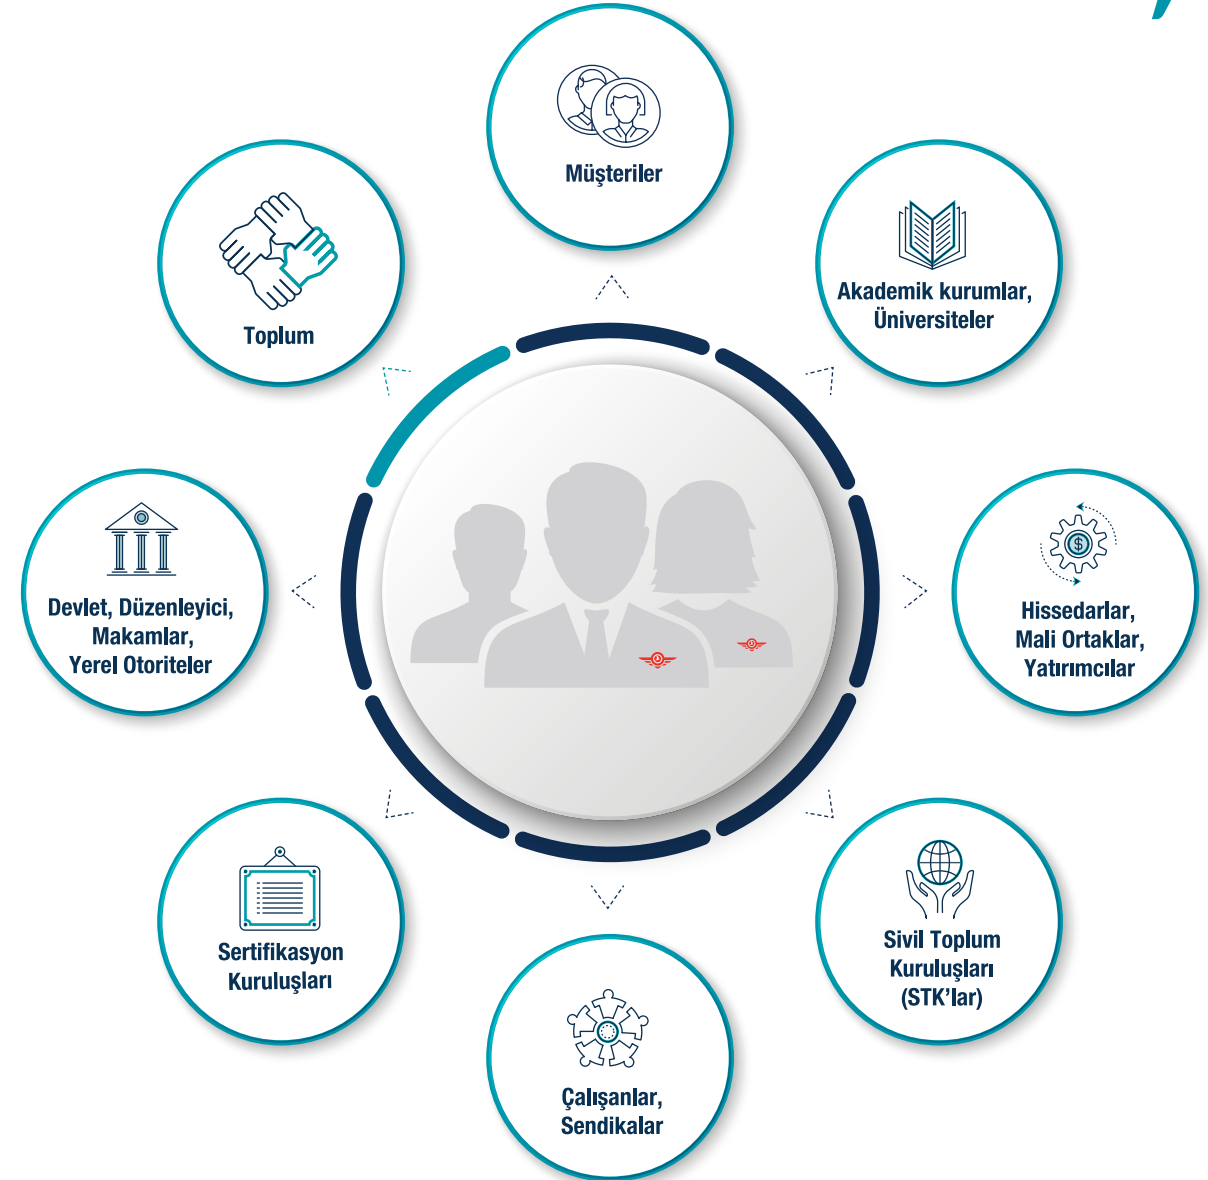 Müşteriler
Akademik kurumlar,
Üniversiteler
Hissedarlar,
Mali Ortaklar,
Yatırımcılar
Sivil Toplum
Kuruluşları
(STK’lar)
Çalışanlar,
Sendikalar
Sertifikasyon
Kuruluşları
Devlet, Düzenleyici,
Makamlar,
Yerel Otoriteler
Toplum